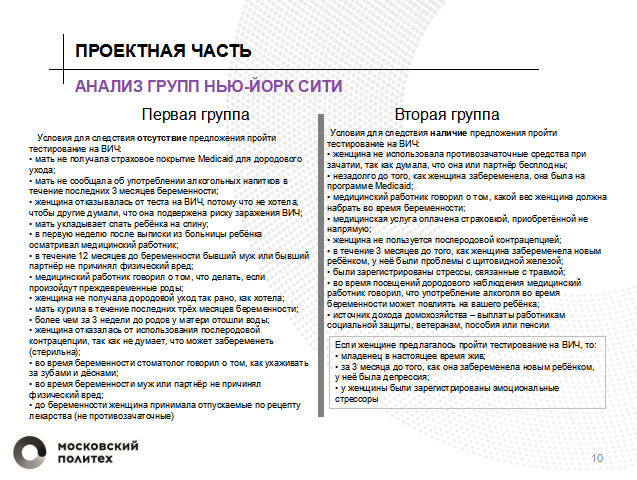 ПРОЕКТНАЯ ЧАСТЬ
АНАЛИЗ ГРУПП НЬЮ-ЙОРК СИТИ
Первая группа
Условия для следствия отсутствие предложения пройти
тестирование на ВИЧ:
• мать не получала страховое покрытие Medicaid для дородового
ухода;
• мать не сообщала об употреблении алкогольных напитков в
течение последних 3 месяцев беременности;
• женщина отказывалась от теста на ВИЧ, потому что не хотела,
чтобы другие думали, что она подвержена риску заражения ВИЧ;
• мать укладывает спать ребёнка на спину;
• в первую неделю после выписки из больницы ребёнка
осматривал медицинский работник;
• в течение 12 месяцев до беременности бывший муж или бывший
партнёр не причинял физический вред;
• медицинский работник говорил о том, что делать, если
произойдут преждевременные роды;
• женщина не получала дородовой уход так рано, как хотела;
• мать курила в течение последних трёх месяцев беременности;
• более чем за 3 недели до родов у матери отошли воды;
• женщина отказалась от использования послеродовой
контрацепции, так как не думает, что может забеременеть
(стерильна);
• во время беременности стоматолог говорил о том, как ухаживать
за зубами и дёснами;
• во время беременности муж или партнёр не причинял
физический вред;
• до беременности женщина принимала отпускаемые по рецепту
лекарства (не противозачаточные)
Вторая группа
Условия для следствия наличие предложения пройти
тестирование на ВИЧ:
• женщина не использовала противозачаточные средства при
зачатии, так как думала, что она или партнёр бесплодны;
• незадолго до того, как женщина забеременела, она была на
программе Medicaid;
• медицинский работник говорил о том, какой вес женщина должна
набрать во время беременности;
• медицинская услуга оплачена страховкой, приобретённой не
напрямую;
• женщина не пользуется послеродовой контрацепцией;
• в течение 3 месяцев до того, как женщина забеременела новым
ребёнком, у неё были проблемы с щитовидной железой;
• были зарегистрированы стрессы, связанные с травмой;
• во время посещений дородового наблюдения медицинский
работник говорил, что употребление алкоголя во время
беременности может повлиять на вашего ребёнка;
• источник дохода домохозяйства – выплаты работникам
социальной защиты, ветеранам, пособия или пенсии
Если женщине предлагалось пройти тестирование на ВИЧ, то:
• младенец в настоящее время жив;
• за 3 месяца до того, как она забеременела новым ребёнком,
у неё была депрессия;
• у женщины были зарегистрированы эмоциональные
стрессоры
МОСКОВСКИЙ
ПОЛИТЕХ
10